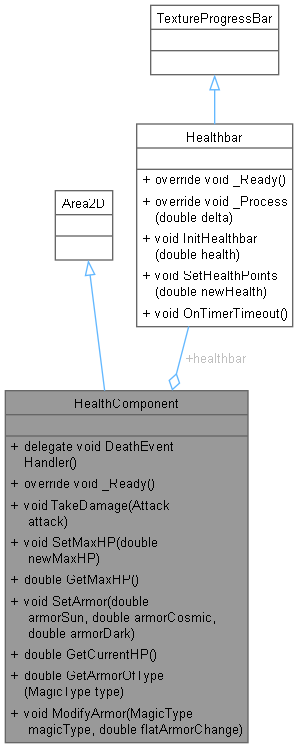 TextureProgressBar
Healthbar
+ override void _Ready()
+ override void _Process
(double delta)
+ void InitHealthbar
(double health)
+ void SetHealthPoints
(double newHealth)
+ void OnTimerTimeout()
Area2D
+healthbar
HealthComponent
+ delegate void DeathEvent
Handler()
+ override void _Ready()
+ void TakeDamage(Attack
attack)
+ void SetMaxHP(double
newMaxHP)
+ double GetMaxHP()
+ void SetArmor(double
armorSun, double armorCosmic,
double armorDark)
+ double GetCurrentHP()
+ double GetArmorOfType
(MagicType type)
+ void ModifyArmor(MagicType
magicType, double flatArmorChange)